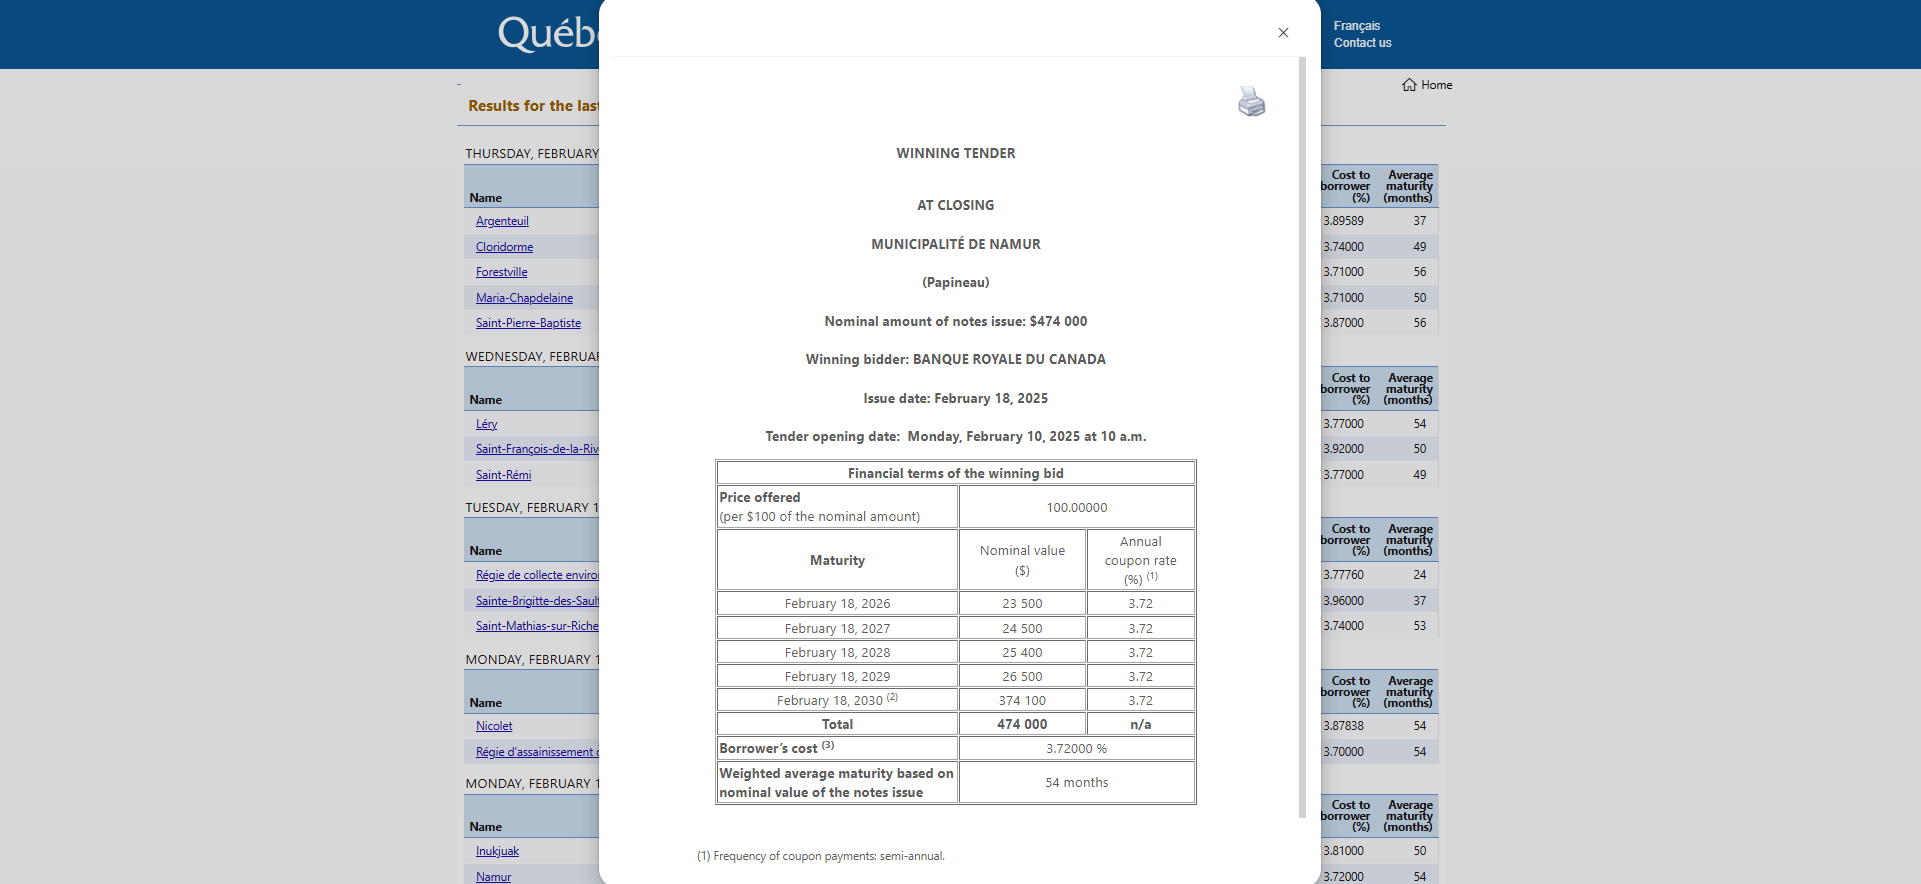 Québ
Français
Contact us
Home
Results for the last
THURSDAY, FEBRUARY
Name
Cost to borrower (%)
Average maturity (months)
Argenteuil 3.89589 37
Cloridorme 3.74000 49
Forestville 3.71000 56
Maria-Chapdelaine 3.71000 50
Saint-Pierre-Baptiste 3.87000 56
WEDNESDAY, FEBRUA
Name
Cost to borrower (%)
Average maturity (months)
Léry 3.77000 54
Saint-François-de-la-Riv 3.92000 50
Saint-Rémi 3.77000 49
TUESDAY, FEBRUARY 1
Name
Cost to borrower (%)
Average maturity (months)
Régie de collecte enviro 3.77760 24
Sainte-Brigitte-des-Sault 3.96000 37
Saint-Mathias-sur-Riche 3.74000 53
MONDAY, FEBRUARY 1
Name
Cost to borrower (%)
Average maturity (months)
Nicolet 3.87838 54
Régie d'assainissement 3.70000 54
MONDAY, FEBRUARY 1
Name
Cost to borrower (%)
Average maturity (months)
Inukjuak 3.81000 50
Namur 3.72000 54
WINNING TENDER
AT CLOSING
MUNICIPALITÉ DE NAMUR
(Papineau)
Nominal amount of notes issue: $474 000
Winning bidder: BANQUE ROYALE DU CANADA
Issue date: February 18, 2025
Tender opening date: Monday, February 10, 2025 at 10 a.m.
Financial terms of the winning bid
Price offered
(per $100 of the nominal amount) 100.00000
Maturity
Nominal value
($)
Annual
coupon rate
(%) (1)
February 18, 2026 23 500 3.72
February 18, 2027 24 500 3.72
February 18, 2028 25 400 3.72
February 18, 2029 26 500 3.72
February 18, 2030 (2) 374 100 3.72
Total 474 000 n/a
Borrower’s cost (3) 3.72000 %
Weighted average maturity based on
nominal value of the notes issue 54 months
(1) Frequency of coupon payments: semi-annual.